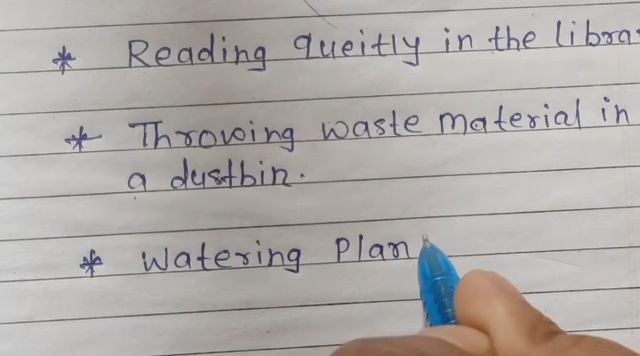 * Reading queitly in the libra
* Throwing waste material in
a dustbin.
* Watering Plan